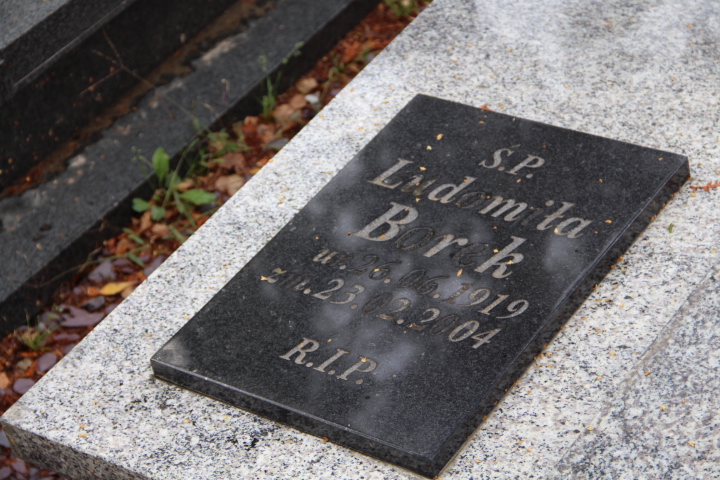 Ś.P.
Ludomiła
Borek
ur.26.06.1919
zm.23.02.2004
R.I.P.